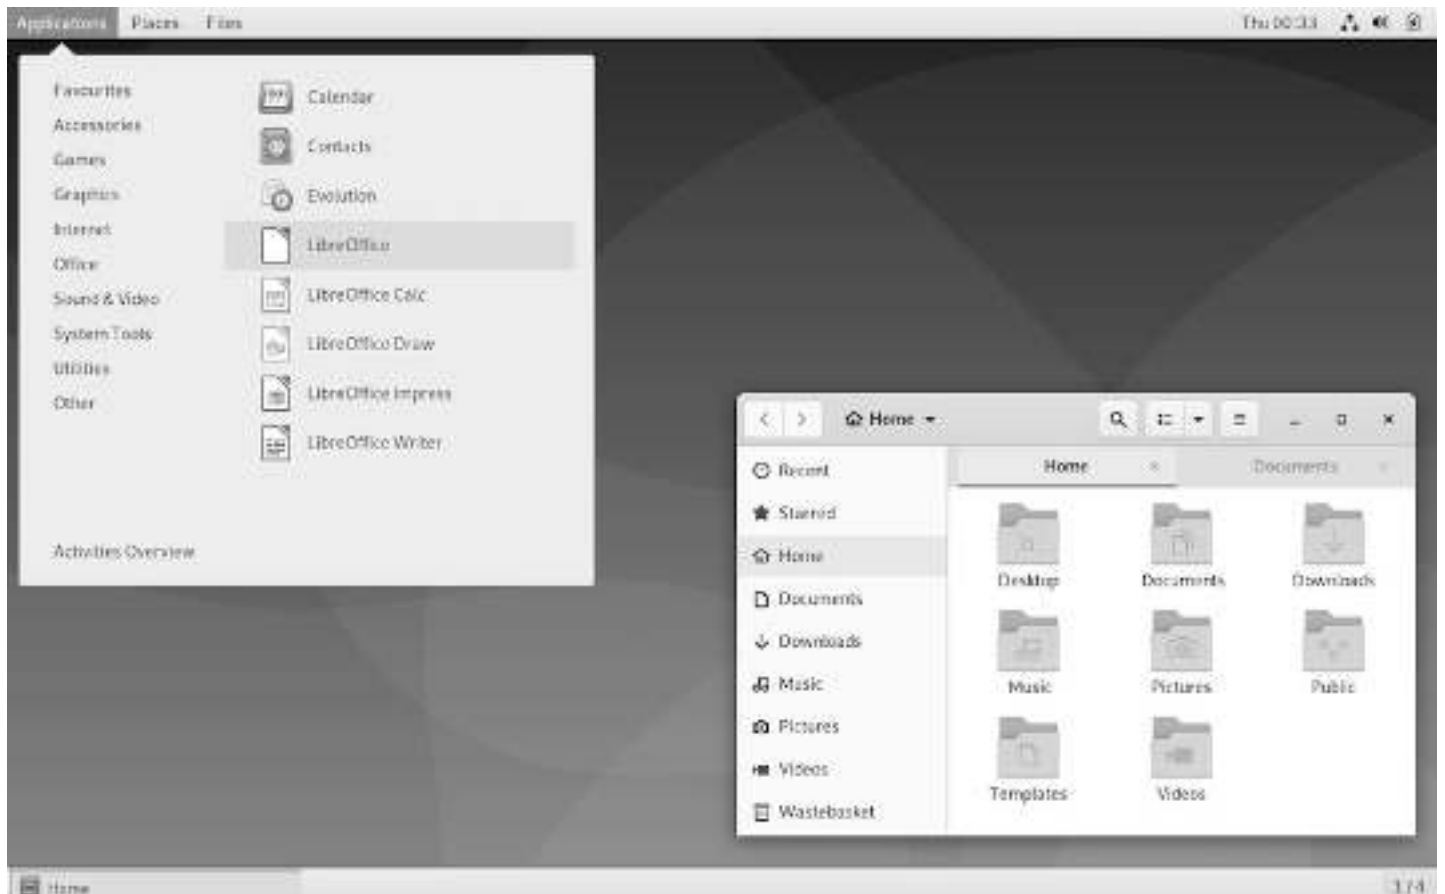 Applications Places Files
Thu 00:33
Favourites
Accessories
Games
Graphics
Internet
Office
Sound & Video
System Tools
Utilities
Other
Activities Overview
Calendar
Contacts
Evolution
LibreOffice
LibreOffice Calc
LibreOffice Draw
LibreOffice Impress
LibreOffice Writer
Home
Recent
Starred
Home
Documents
Downloads
Music
Pictures
Videos
Wastebasket
Home Documents
Desktop Documents Downloads
Music Pictures Public
Templates Videos
Home
1 / 4